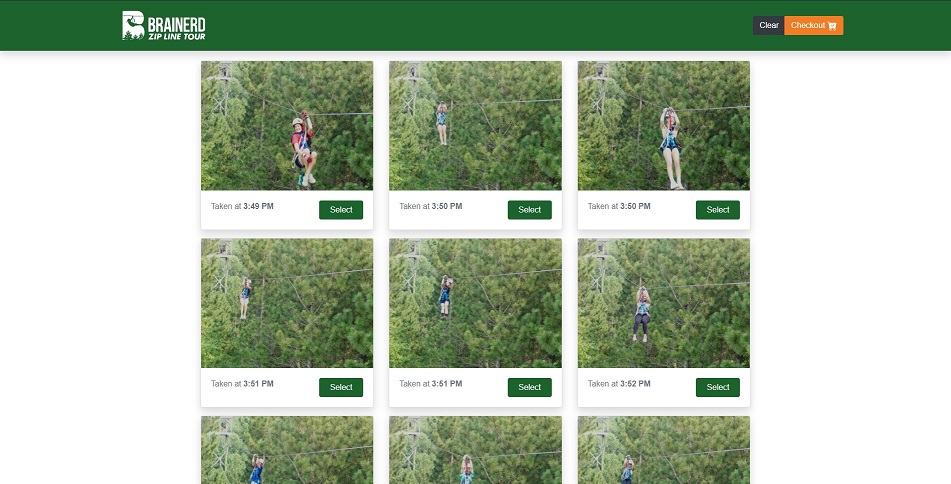 BRAINERD
ZIP LINE TOUR
Clear
Checkout
Taken at 3:49 PM
Select
Taken at 3:50 PM
Select
Taken at 3:50 PM
Select
Taken at 3:51 PM
Select
Taken at 3:51 PM
Select
Taken at 3:52 PM
Select